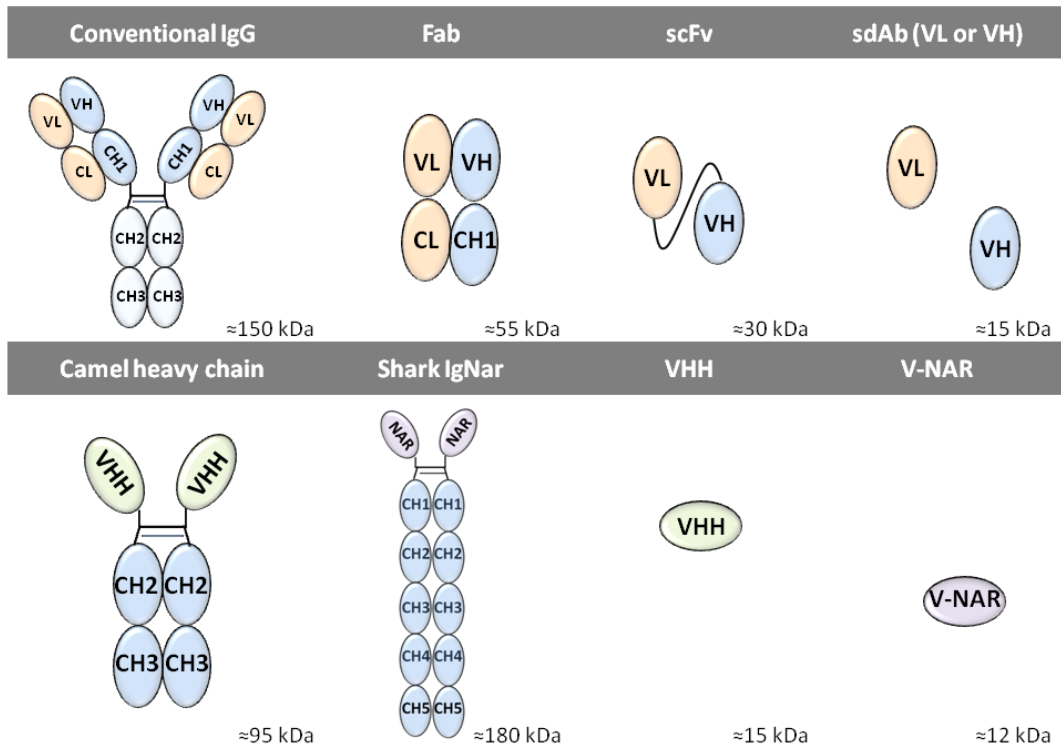 Conventional IgG Fab scFv sdAb (VL or VH)
VH VH
VL VL
CH1 CH1
CL CL
CH2 CH2
CH3 CH3
VL VH
CL CH1
VL
VH
VL
VH
≈150 kDa ≈55 kDa ≈30 kDa ≈15 kDa
Camel heavy chain Shark IgNar VHH V-NAR
VHH VHH
CH2 CH2
CH3 CH3
NAR NAR
CH1 CH1
CH2 CH2
CH3 CH3
CH4 CH4
CH5 CH5
VHH
V-NAR
≈95 kDa ≈180 kDa ≈15 kDa ≈12 kDa